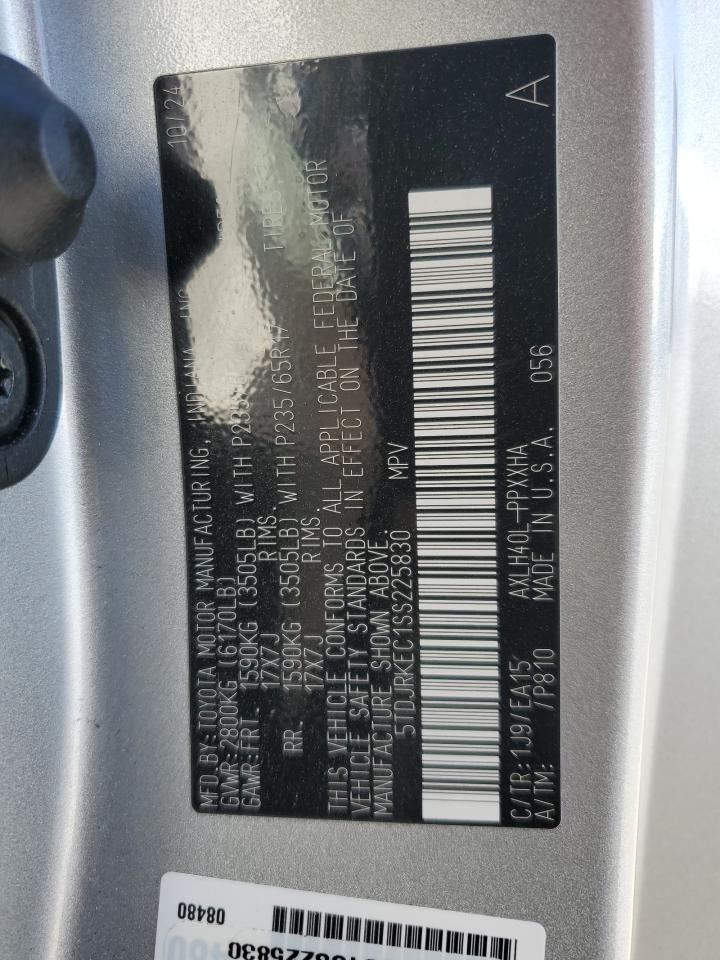 MFD.BY:TOYOTA MOTOR MANUFACTURING, INDIANA, INC. 10/24
GVWR:2800KG (6170LB)
GAWR:FRT. 1590KG (3505LB) WITH
17X7J RIMS,
RR. 1590KG (3505LB) WITH P235/65R17 TIRES,
17X7J RIMS.
THIS VEHICLE CONFORMS TO ALL APPLICABLE FEDERAL MOTOR
VEHICLE SAFETY STANDARDS IN EFFECT ON THE DATE OF
MANUFACTURE SHOWN ABOVE.
5TDJRKEC1SS225830 MPV
C/TR:1J9/EA15 AXLH40L-PPXXHA 056 A
A/TM: /P810 MADE IN U.S.A.
08480